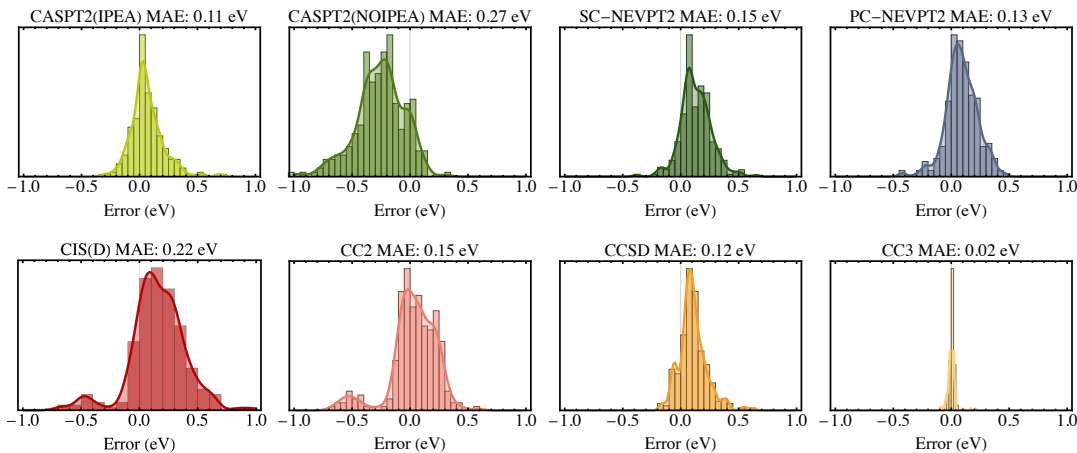 CASPT2(IPEA) MAE: 0.11 eV
−1.0 −0.5 0.0 0.5 1.0
Error (eV)
CASPT2(NOIPEA) MAE: 0.27 eV
−1.0 −0.5 0.0 0.5 1.0
Error (eV)
SC−NEVPT2 MAE: 0.15 eV
−1.0 −0.5 0.0 0.5 1.0
Error (eV)
PC−NEVPT2 MAE: 0.13 eV
−1.0 −0.5 0.0 0.5 1.0
Error (eV)
CIS(D) MAE: 0.22 eV
−1.0 −0.5 0.0 0.5 1.0
Error (eV)
CC2 MAE: 0.15 eV
−1.0 −0.5 0.0 0.5 1.0
Error (eV)
CCSD MAE: 0.12 eV
−1.0 −0.5 0.0 0.5 1.0
Error (eV)
CC3 MAE: 0.02 eV
−1.0 −0.5 0.0 0.5 1.0
Error (eV)